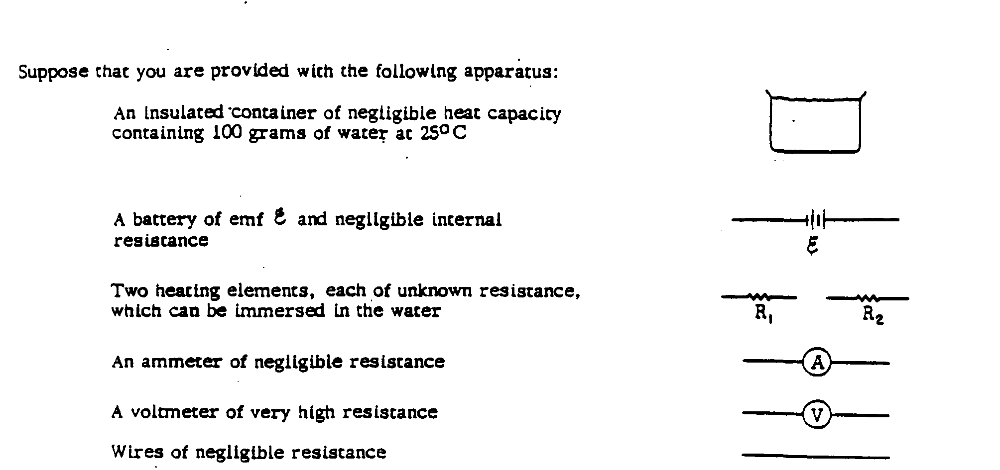 Suppose that you are provided with the following apparatus:
An insulated container of negligible heat capacity
containing 100 grams of water at 25°C
A battery of emf ℰ and negligible internal
resistance
ℰ
Two heating elements, each of unknown resistance,
which can be immersed in the water
R₁ R₂
An ammeter of negligible resistance
A
A voltmeter of very high resistance
V
Wires of negligible resistance